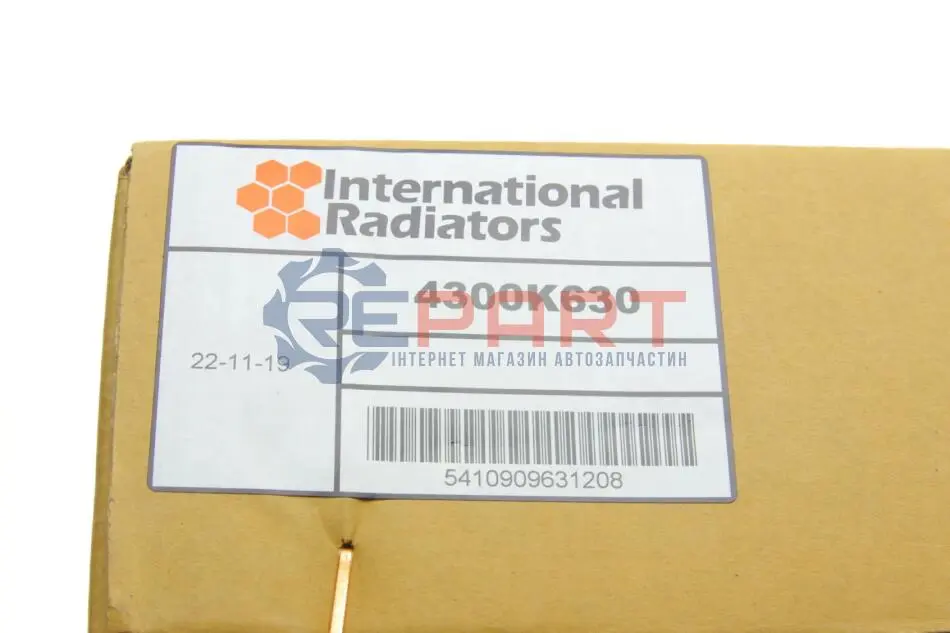 International
Radiators
4300K630
REPART
ІНТЕРНЕТ МАГАЗИН АВТОЗАПЧАСТИН
22-11-19
5410909631208